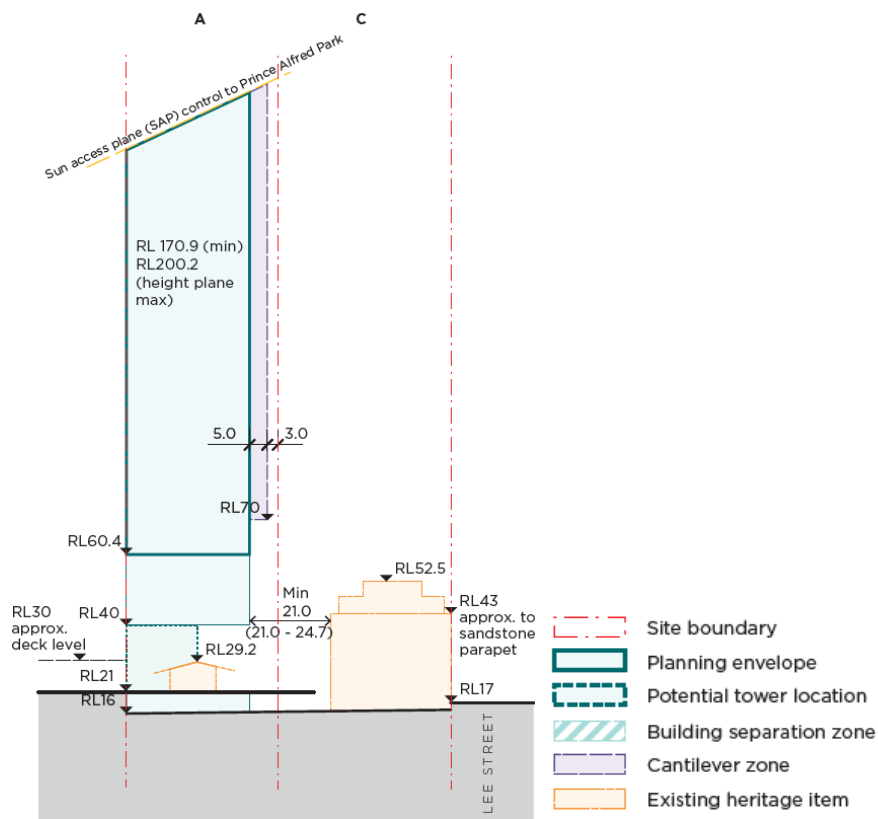 A
C
Sun access plane (SAP) control to Prince Alfred Park
RL 170.9 (min)
RL200.2
(height plane
max)
5.0
3.0
RL70
RL60.4
RL52.5
Min
21.0
(21.0 - 24.7)
RL40
RL43
approx. to
sandstone
parapet
RL30
approx.
deck level
RL29.2
RL21
RL16
RL17
LEE STREET
Site boundary
Planning envelope
Potential tower location
Building separation zone
Cantilever zone
Existing heritage item